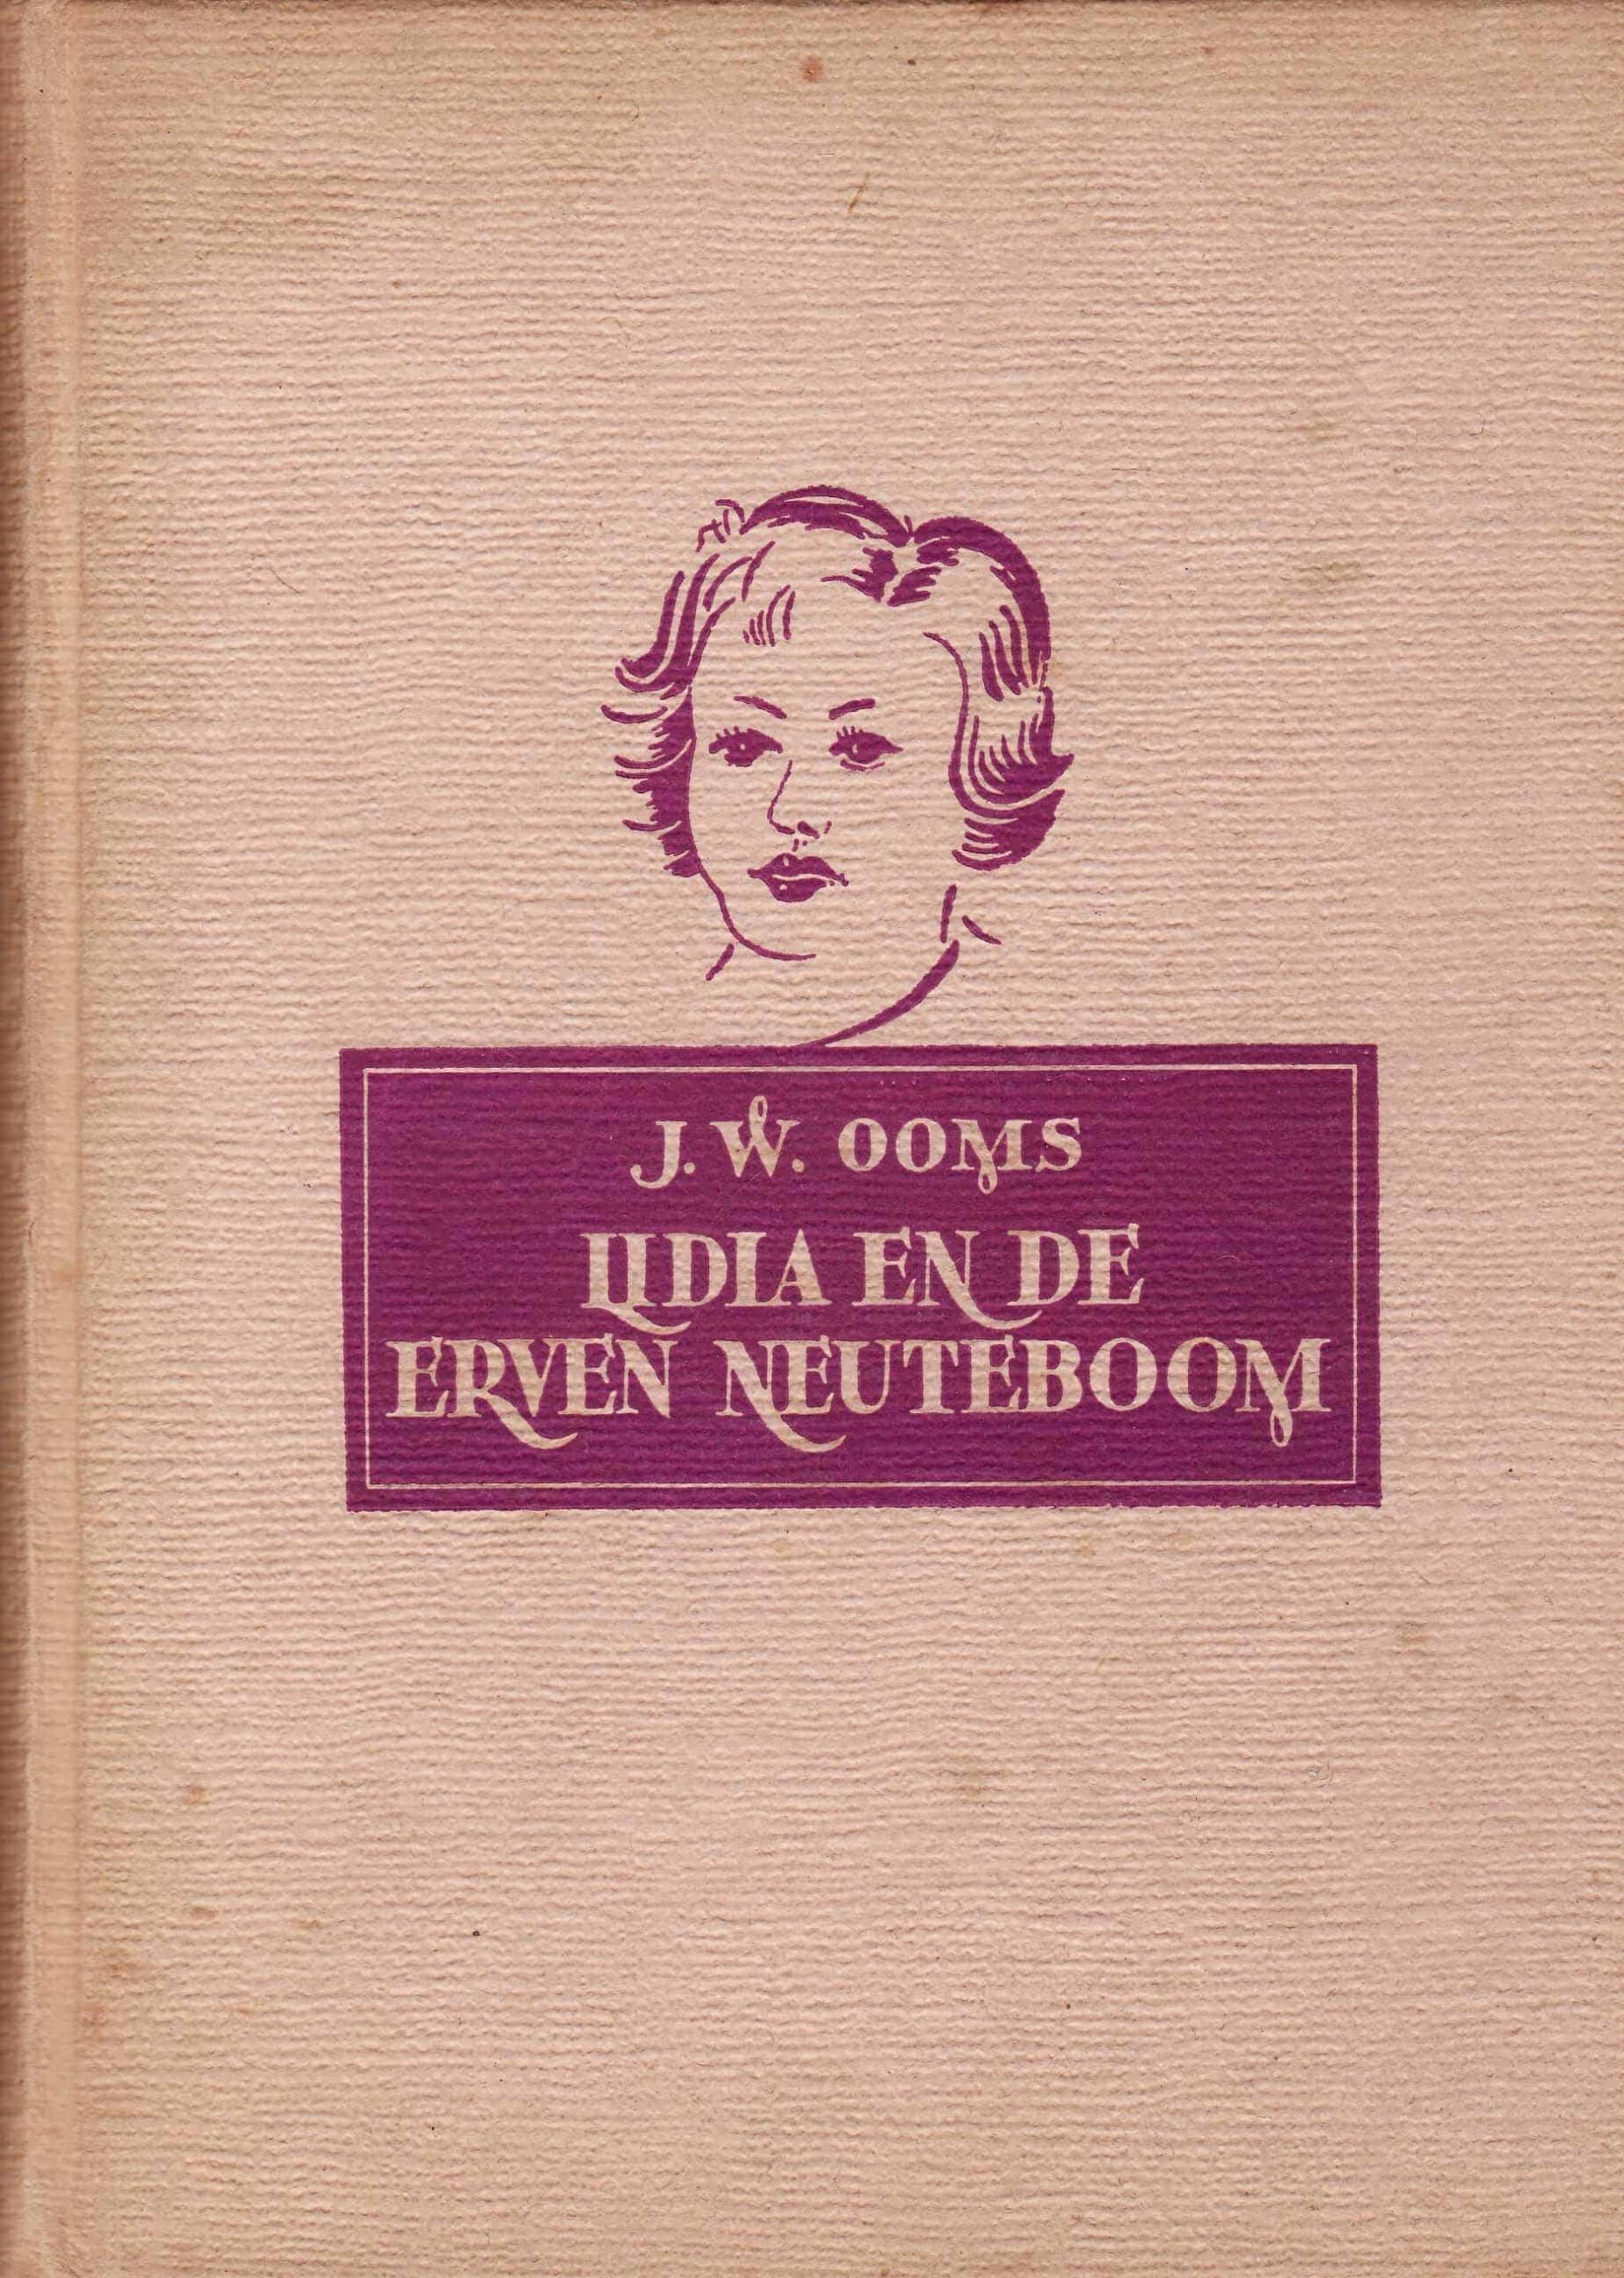 J. W. OOMS
LIDIA EN DE
ERVEN NEUTEBOOM